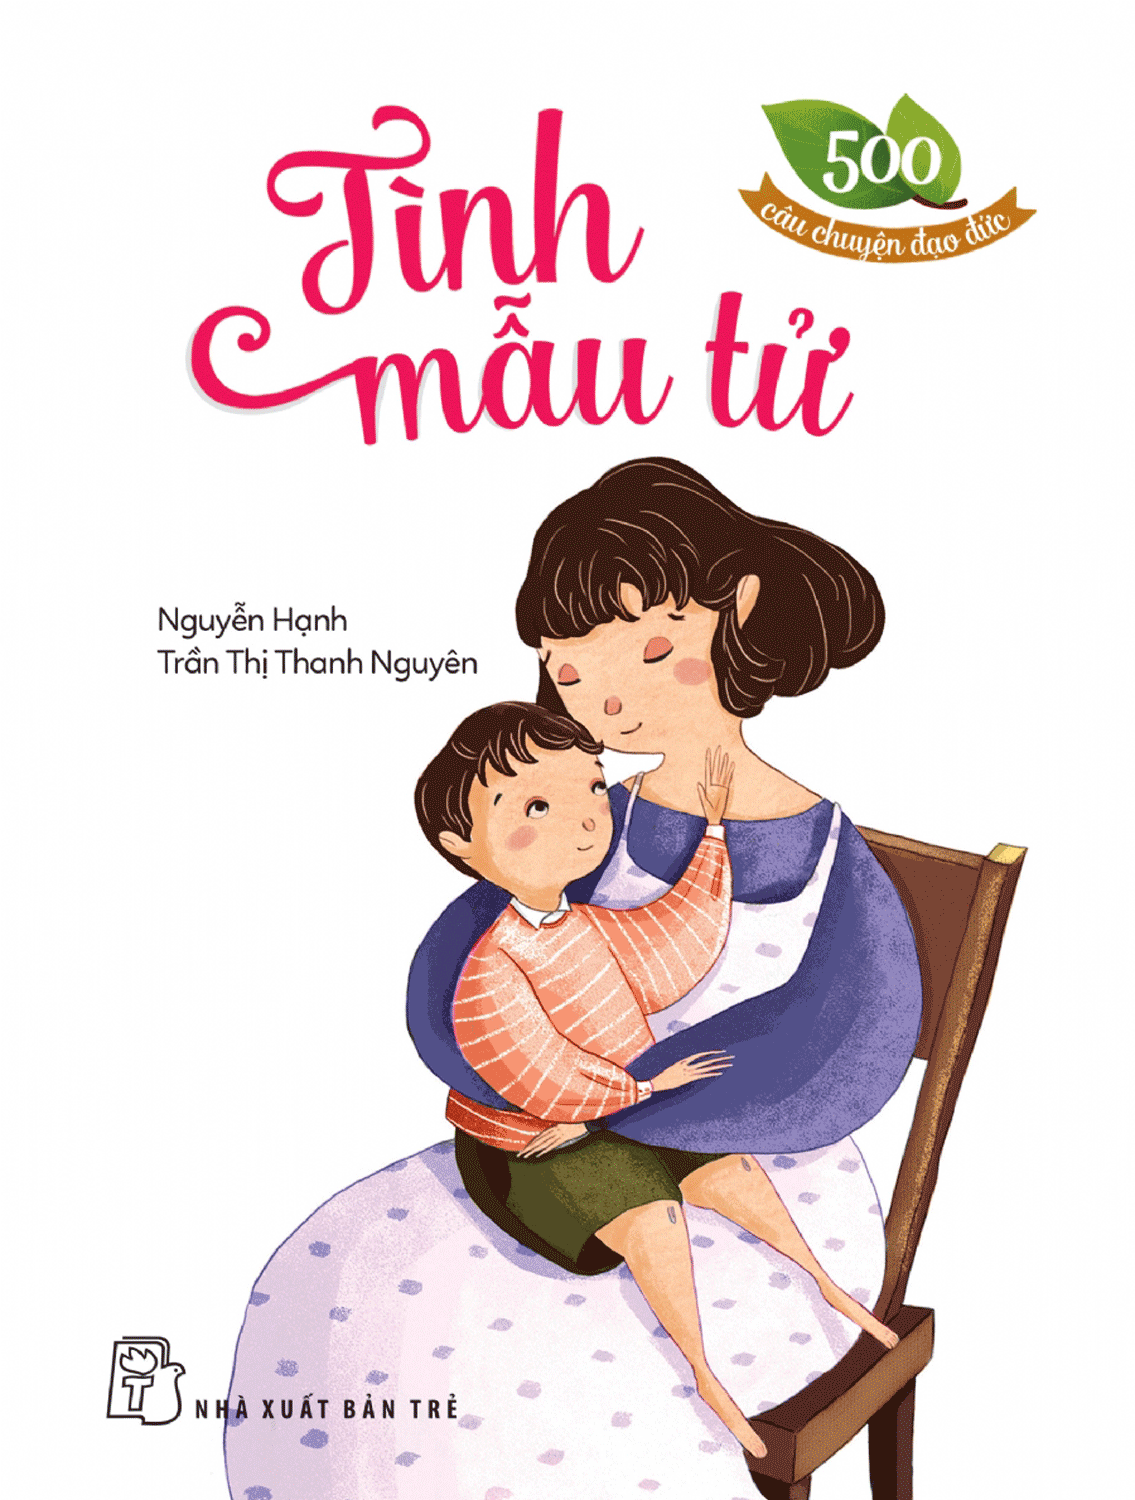 Tình
mẫu tử
500
câu chuyện đạo đức
Nguyễn Hạnh
Trần Thị Thanh Nguyên
T
NHÀ XUẤT BẢN TRẺ